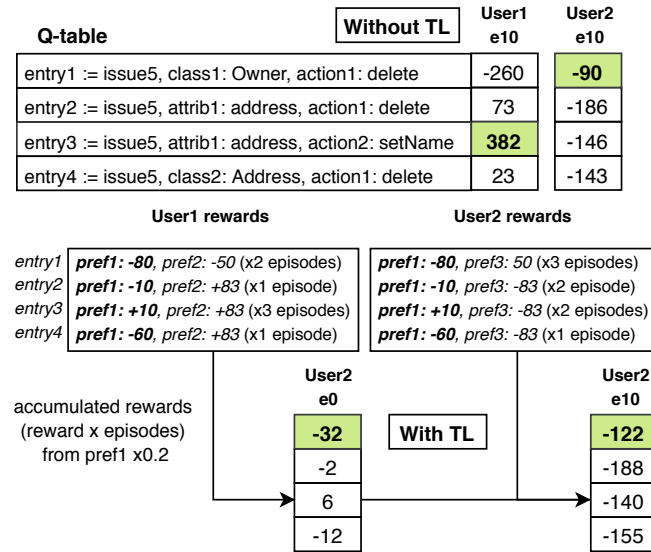 Q-table
Without TL
User1
e10
User2
e10
entry1 := issue5, class1: Owner, action1: delete -260 -90
entry2 := issue5, attrib1: address, action1: delete 73 -186
entry3 := issue5, attrib1: address, action2: setName 382 -146
entry4 := issue5, class2: Address, action1: delete 23 -143
User1 rewards
entry1 pref1: -80, pref2: -50 (x2 episodes)
entry2 pref1: -10, pref2: +83 (x1 episode)
entry3 pref1: +10, pref2: +83 (x3 episodes)
entry4 pref1: -60, pref2: +83 (x1 episode)
User2 rewards
pref1: -80, pref3: 50 (x3 episodes)
pref1: -10, pref3: -83 (x2 episode)
pref1: +10, pref3: -83 (x2 episodes)
pref1: -60, pref3: -83 (x1 episode)
accumulated rewards
(reward x episodes)
from pref1 x0.2
User2
e0
-32
-2
6
-12
With TL
User2
e10
-122
-188
-140
-155